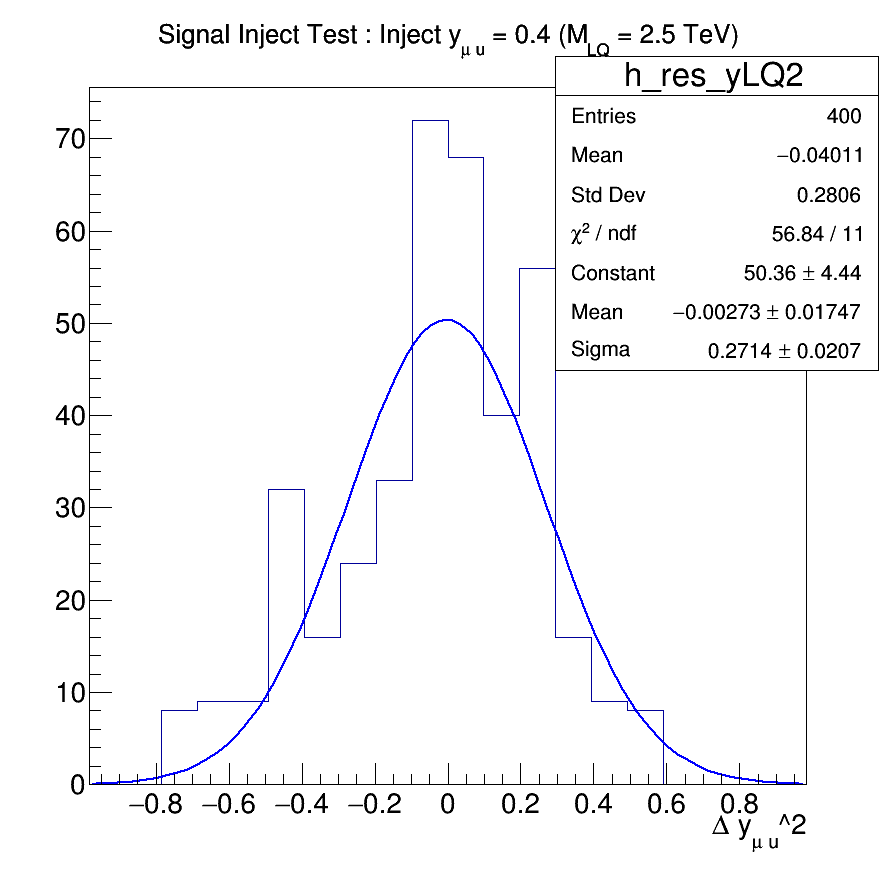 Signal Inject Test : Inject yμ u = 0.4 (MLQ = 2.5 TeV)
h_res_yLQ2
Entries 400
Mean −0.04011
Std Dev 0.2806
χ2 / ndf 56.84 / 11
Constant 50.36 ± 4.44
Mean −0.00273 ± 0.01747
Sigma 0.2714 ± 0.0207
70
60
50
40
30
20
10
0
−0.8 −0.6 −0.4 −0.2 0 0.2 0.4 0.6 0.8
Δ yμ u^2